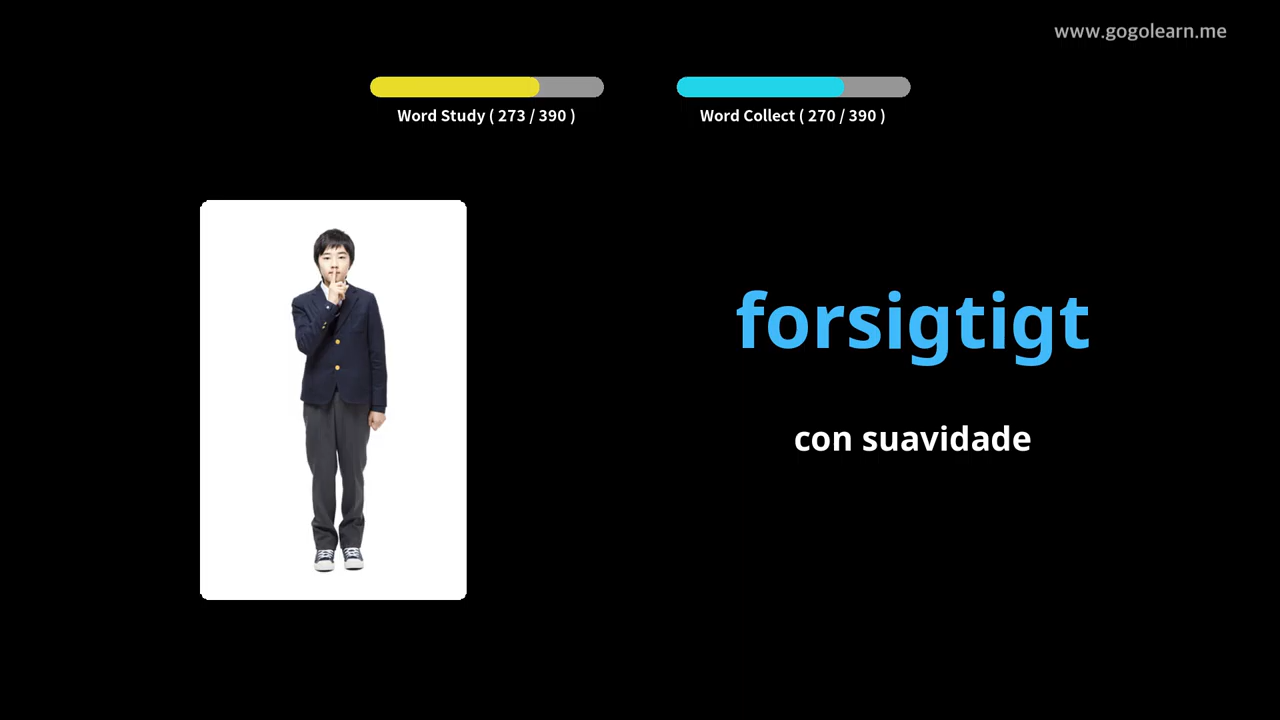 www.gogolearn.me
Word Study ( 273 / 390 )
Word Collect ( 270 / 390 )
forsigtigt
con suavidade